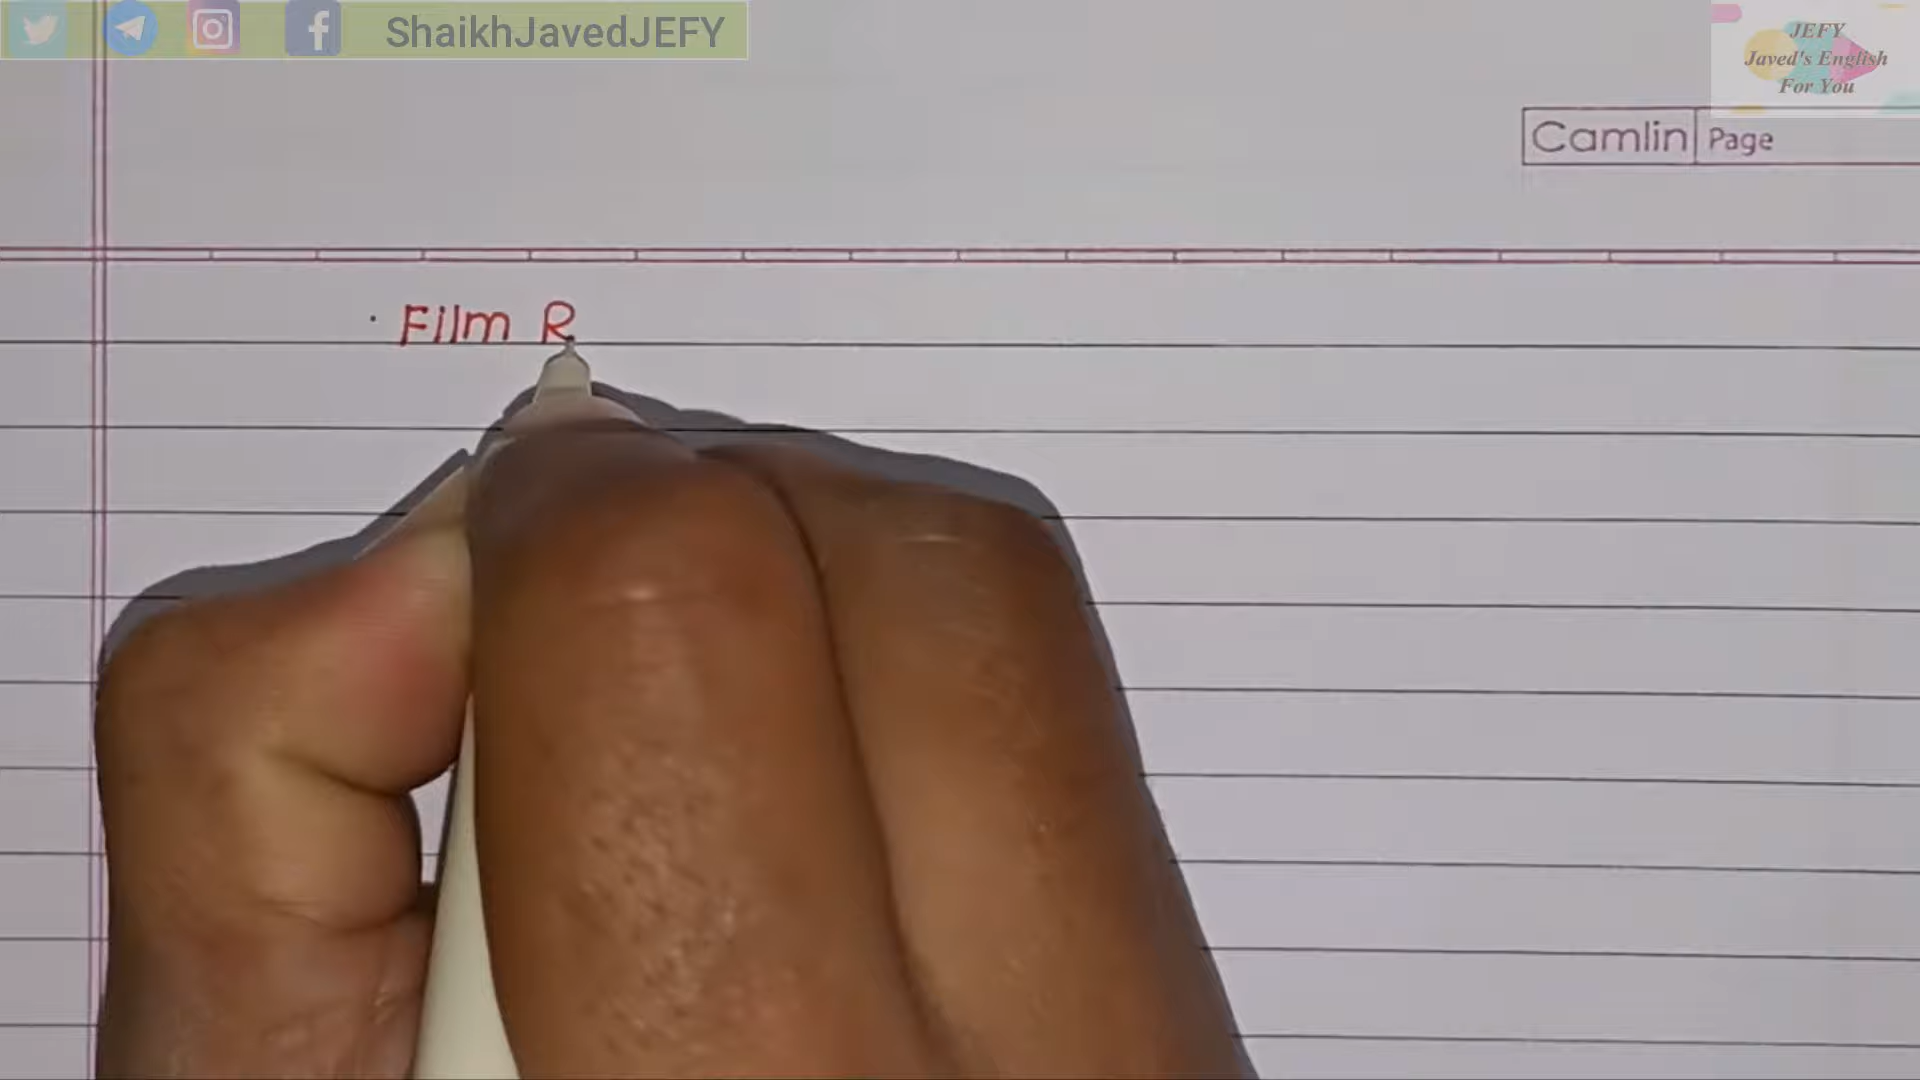 ShaikhJavedJEFY
JEFY
Javed's English
For You
Camlin Page
Film R